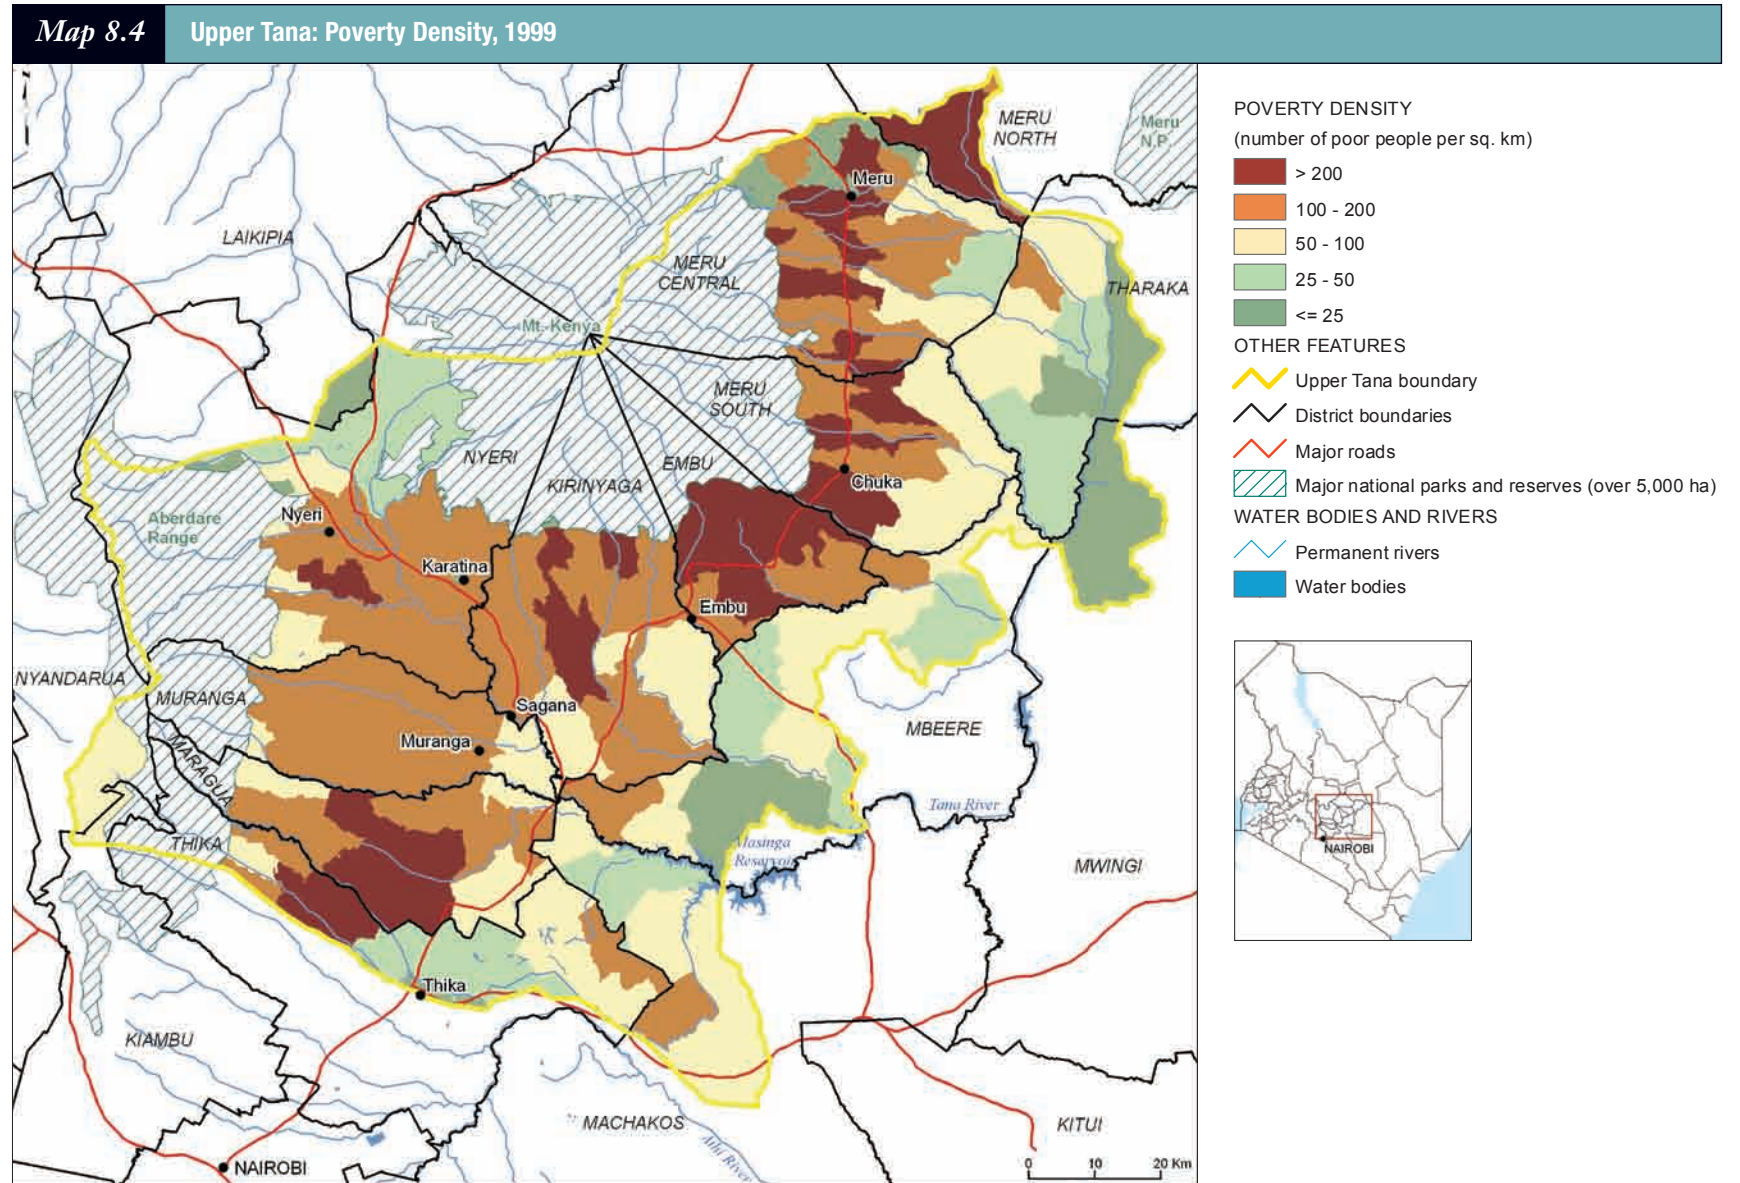 Map 8.4
Upper Tana: Poverty Density, 1999
MERU
NORTH
Meru
N.P.
Meru
LAIKIPIA
MERU
CENTRAL
THARAKA
Mt. Kenya
MERU
SOUTH
NYERI
EMBU
KIRINYAGA
Chuka
Aberdare
Range
Nyeri
Karatina
Embu
NYANDARUA
MURANGA
Sagana
MBEERE
Muranga
MARAGUA
Tana River
THIKA
Masinga
Reservoir
MWINGI
Thika
KIAMBU
MACHAKOS
KITUI
Athi River
NAIROBI
0 10 20 Km
POVERTY DENSITY
(number of poor people per sq. km)
> 200
100 - 200
50 - 100
25 - 50
<= 25
OTHER FEATURES
Upper Tana boundary
District boundaries
Major roads
Major national parks and reserves (over 5,000 ha)
WATER BODIES AND RIVERS
Permanent rivers
Water bodies
NAIROBI